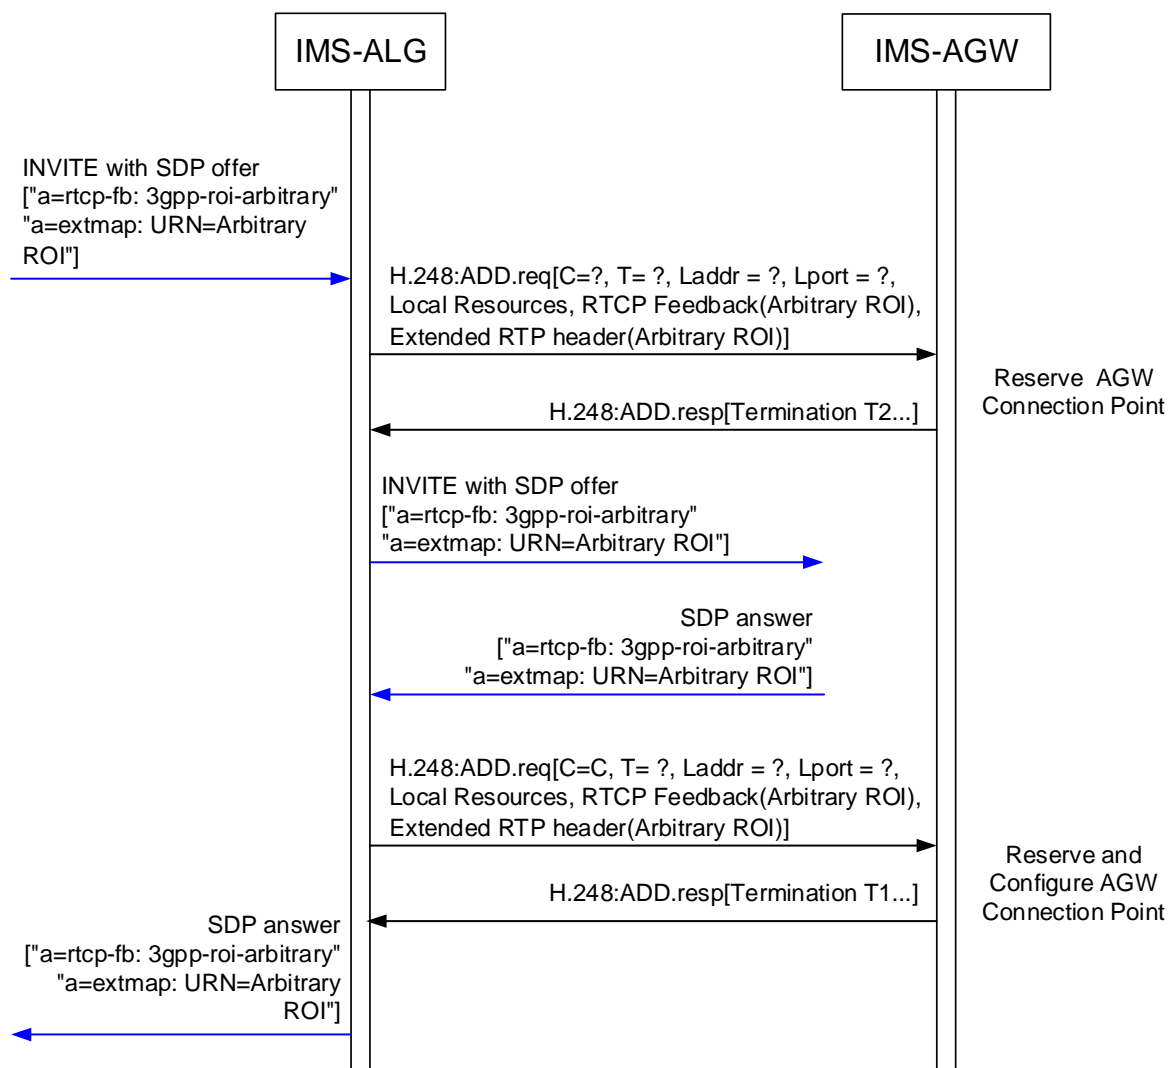 IMS-ALG
IMS-AGW
INVITE with SDP offer
["a=rtcp-fb: 3gpp-roi-arbitrary"
"a=extmap: URN=Arbitrary
ROI"]
H.248:ADD.req[C=?, T= ?, Laddr = ?, Lport = ?,
Local Resources, RTCP Feedback(Arbitrary ROI),
Extended RTP header(Arbitrary ROI)]
Reserve  AGW
Connection Point
H.248:ADD.resp[Termination T2...]
INVITE with SDP offer
["a=rtcp-fb: 3gpp-roi-arbitrary"
"a=extmap: URN=Arbitrary ROI"]
SDP answer
["a=rtcp-fb: 3gpp-roi-arbitrary"
"a=extmap: URN=Arbitrary ROI"]
H.248:ADD.req[C=C, T= ?, Laddr = ?, Lport = ?,
Local Resources, RTCP Feedback(Arbitrary ROI),
Extended RTP header(Arbitrary ROI)]
Reserve and
Configure AGW
Connection Point
H.248:ADD.resp[Termination T1...]
SDP answer
["a=rtcp-fb: 3gpp-roi-arbitrary"
"a=extmap: URN=Arbitrary
ROI"]